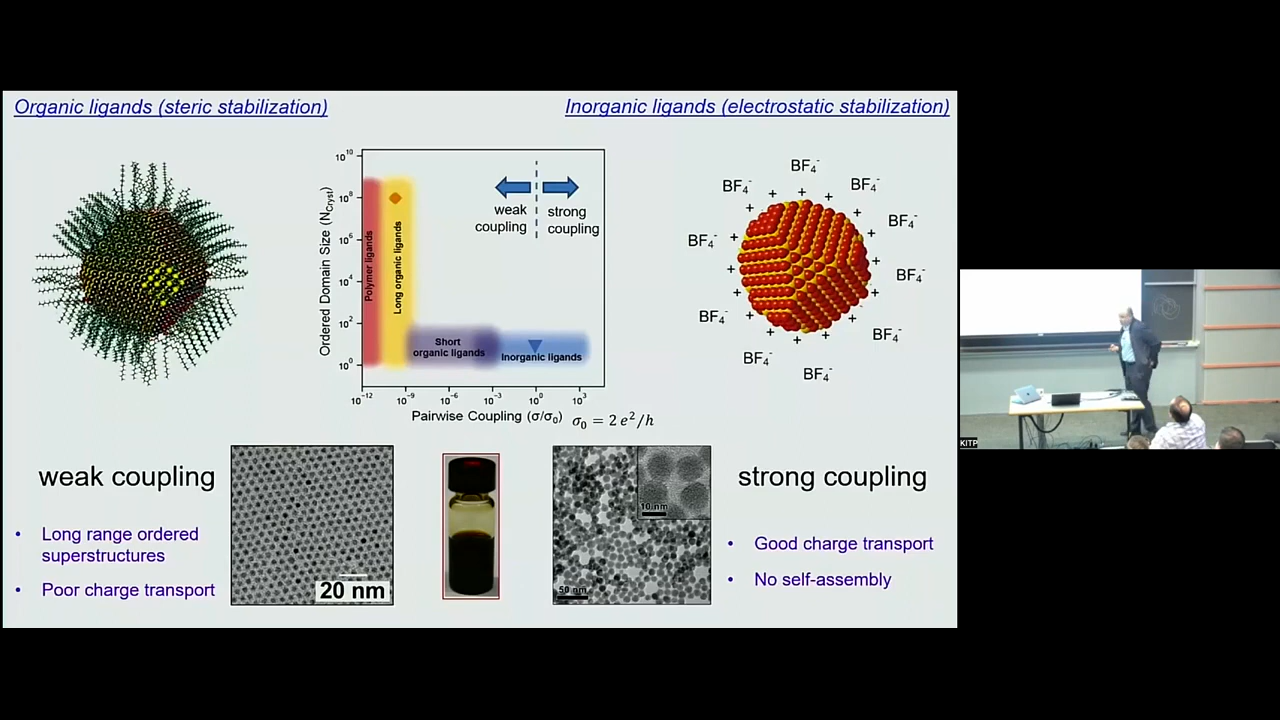 Organic ligands (steric stabilization)
Inorganic ligands (electrostatic stabilization)
Ordered Domain Size (N_Cryst)
10^10
10^8
10^6
10^4
10^2
10^0
Polymer ligands
Long organic ligands
weak coupling
strong coupling
Short organic ligands
Inorganic ligands
10^-12
10^-9
10^-6
10^-3
10^0
10^3
Pairwise Coupling (σ/σ₀)
σ₀ = 2 e²/h
BF₄⁻
BF₄⁻
BF₄⁻
BF₄⁻
BF₄⁻
BF₄⁻
BF₄⁻
BF₄⁻
BF₄⁻
BF₄⁻
+ + + + + + + + + + + + + + +
weak coupling
• Long range ordered
superstructures
• Poor charge transport
20 nm
10 nm
50 nm
strong coupling
• Good charge transport
• No self-assembly
KITP